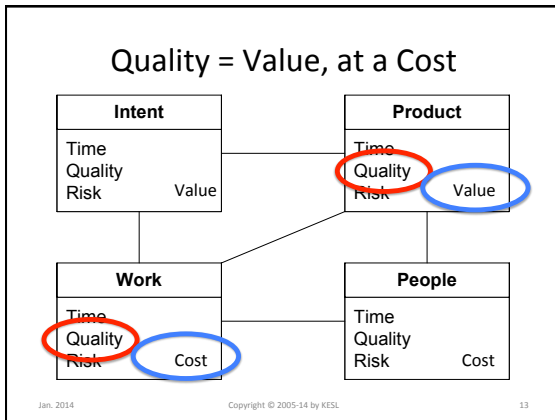 Quality = Value, at a Cost
Intent
Time
Quality
Risk Value
Product
Time
Quality
Risk Value
Work
Time
Quality
Risk Cost
People
Time
Quality
Risk Cost
Jan. 2014 Copyright © 2005-14 by KESL 13